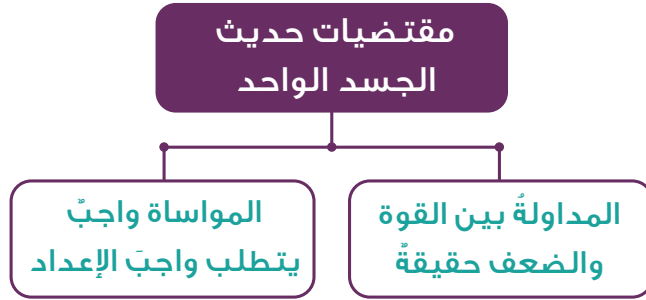 مقتضيات حديث
الجسد الواحد
المداولةُ بين القوة
والضعف حقيقةٌ
المواساة واجبٌ
يتطلب واجبَ الإعداد